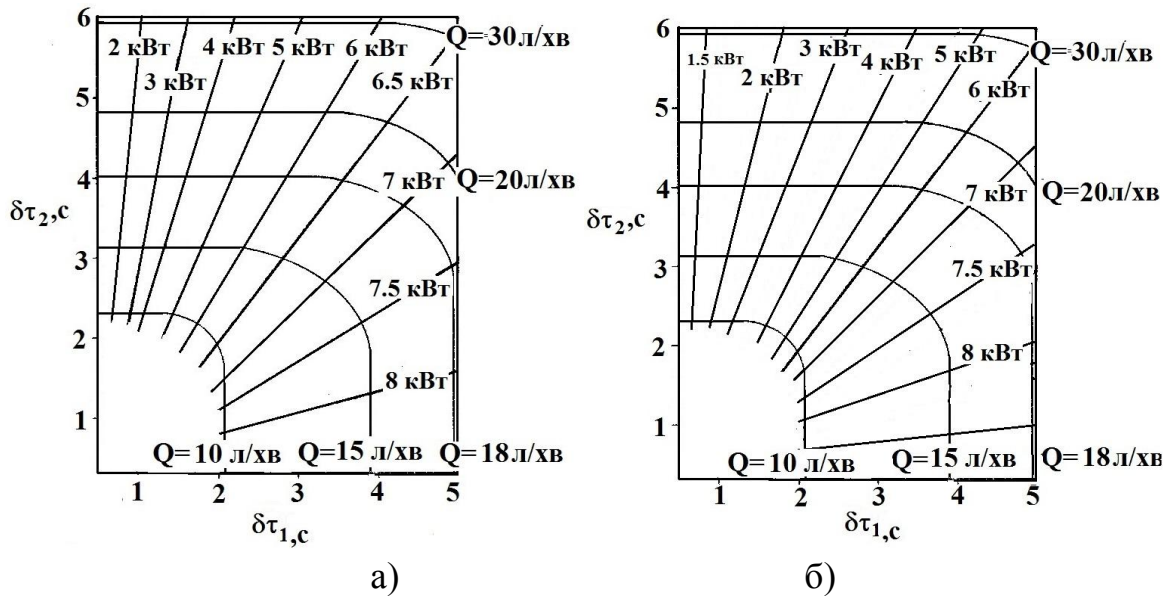 6
5
4
3
2
1
δτ₂,с
2 кВт
3 кВт
4 кВт
5 кВт
6 кВт
6.5 кВт
7 кВт
7.5 кВт
8 кВт
Q=30л/хв
Q=20л/хв
Q=10 л/хв
Q=15 л/хв
Q=18л/хв
1
2
3
4
5
δτ₁,с
а)
6
5
4
3
2
1
δτ₂,с
1.5 кВт
2 кВт
3 кВт
4 кВт
5 кВт
6 кВт
7 кВт
7.5 кВт
8 кВт
Q=30л/хв
Q=20л/хв
Q=10 л/хв
Q=15 л/хв
Q=18л/хв
1
2
3
4
5
δτ₁,с
б)